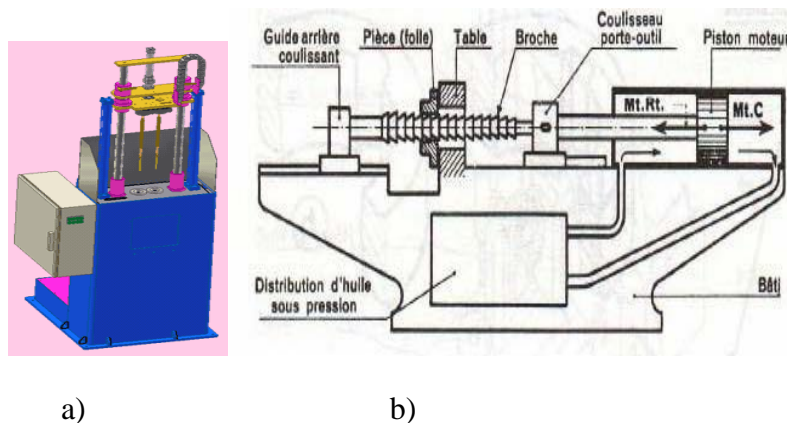 Guide arrière
coulissant
Pièce (folle)
Table
Broche
Coulisseau
porte-outil
Piston moteur
Mt.Rt.
Mt.C
Distribution d'huile
sous pression
Bâti
a)
b)